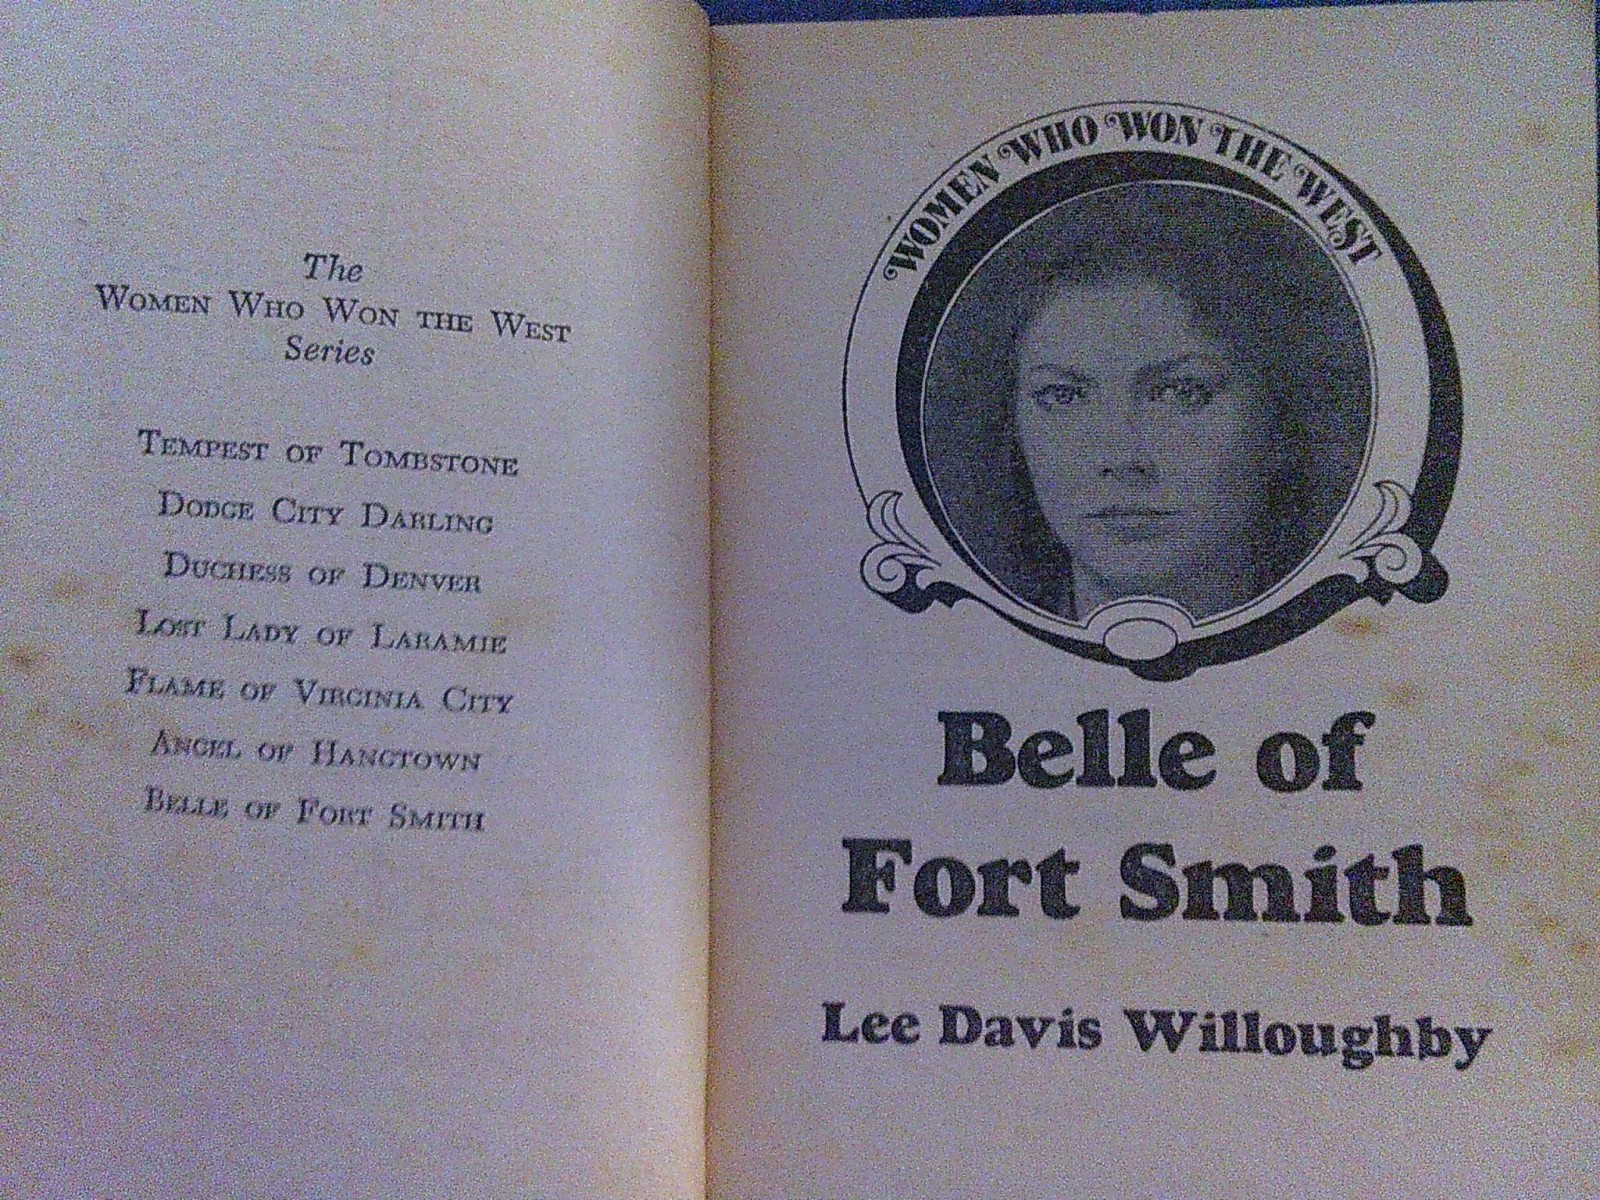 The
WOMEN WHO WON THE WEST
Series
TEMPEST OF TOMBSTONE
DODGE CITY DARLING
DUCHESS OF DENVER
LOST LADY OF LARAMIE
FLAME OF VIRGINIA CITY
ANGEL OF HANGTOWN
BELLE OF FORT SMITH
WOMEN WHO WON THE WEST
Belle of
Fort Smith
Lee Davis Willoughby